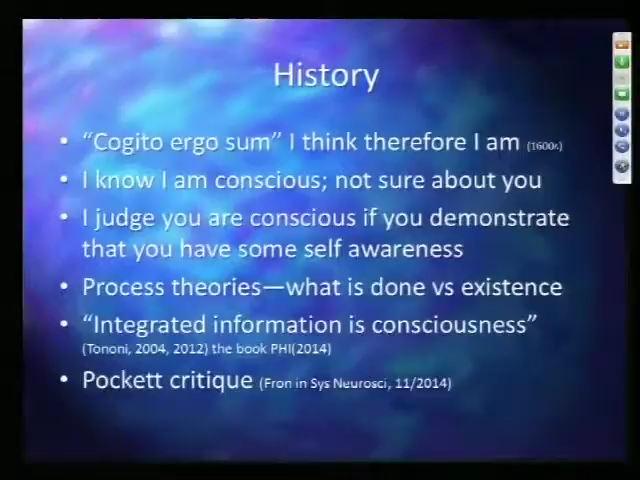 History
• “Cogito ergo sum” I think therefore I am (1600s)
• I know I am conscious; not sure about you
• I judge you are conscious if you demonstrate
that you have some self awareness
• Process theories—what is done vs existence
• “Integrated information is consciousness”
(Tononi, 2004, 2012) the book PHI(2014)
• Pockett critique (Fron in Sys Neurosci, 11/2014)